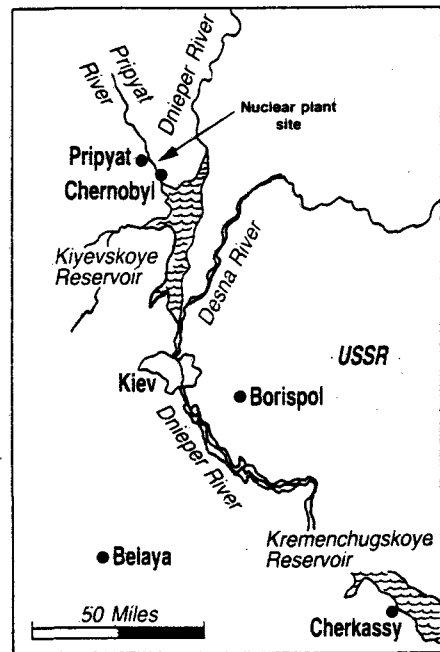 Pripyat
River
Dnieper River
Nuclear plant
site
Pripyat
Chernobyl
Kiyevskoye
Reservoir
Desna River
USSR
Kiev
Borispol
Dnieper River
Kremenchugskoye
Reservoir
Belaya
50 Miles
Cherkassy